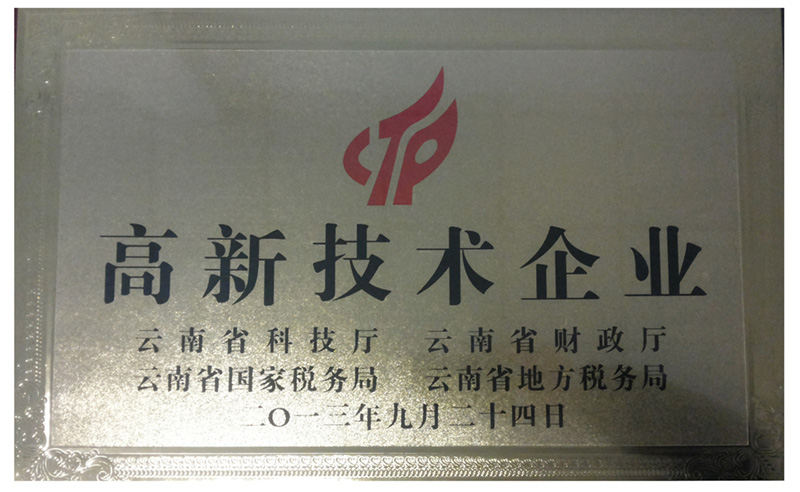 CTP
高新技术企业
云南省科技厅 云南省财政厅
云南省国家税务局 云南省地方税务局
二〇一三年九月二十四日